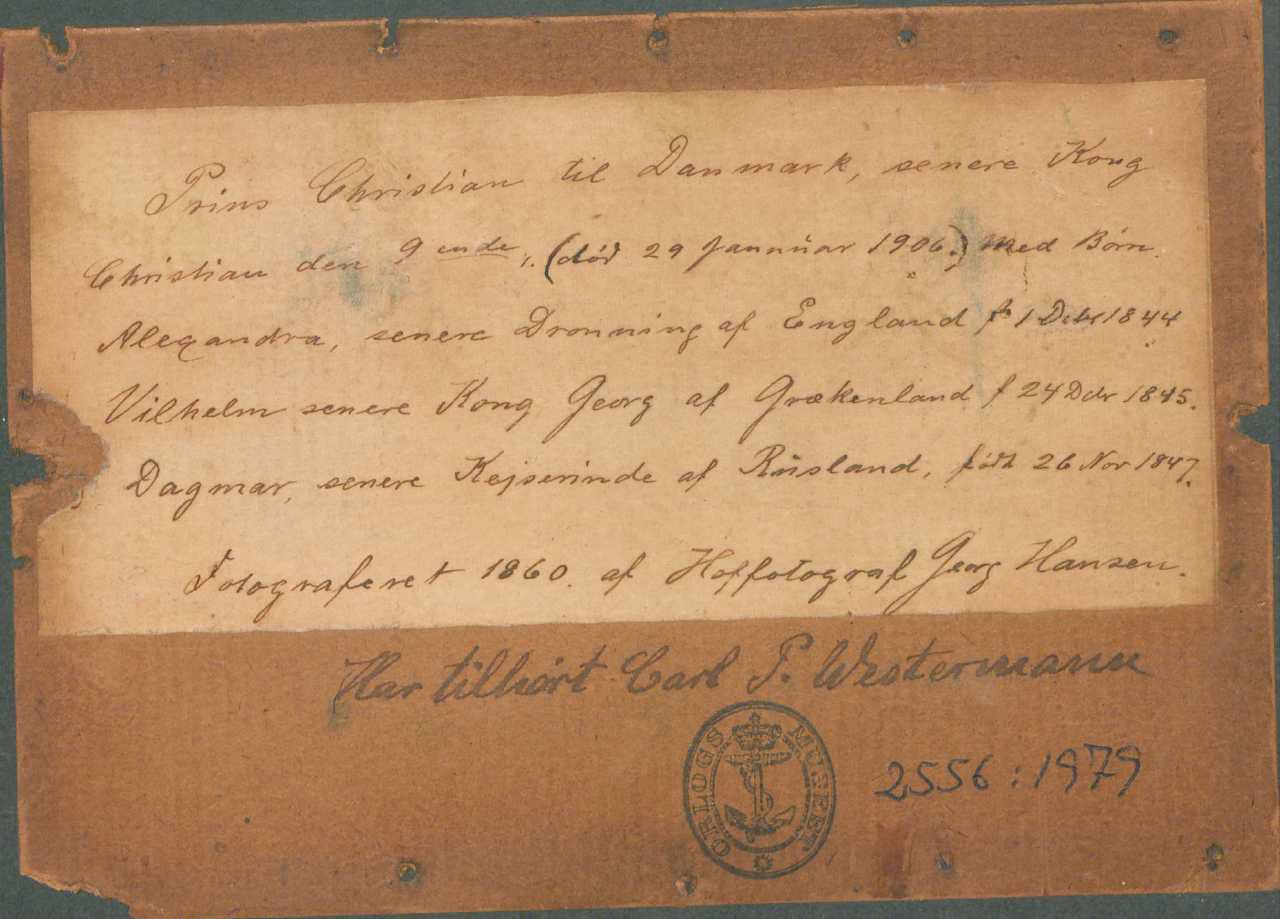 Prins Christian til Danmark, senere Kong
Christian den 9ende, (død 29 Januar 1906.) med Børn.
Alexandra, senere Dronning af England f 1 Dcbr 1844
Vilhelm senere Kong Georg af Grækenland f 24 Dcbr 1845.
Dagmar, senere Kejserinde af Rusland, født 26 Nov 1847.
Fotograferet 1860. af Hoffotograf Georg Hansen.
Har tilhørt Carl P. Westermann
ORLOGS MUSEET
2556:1979